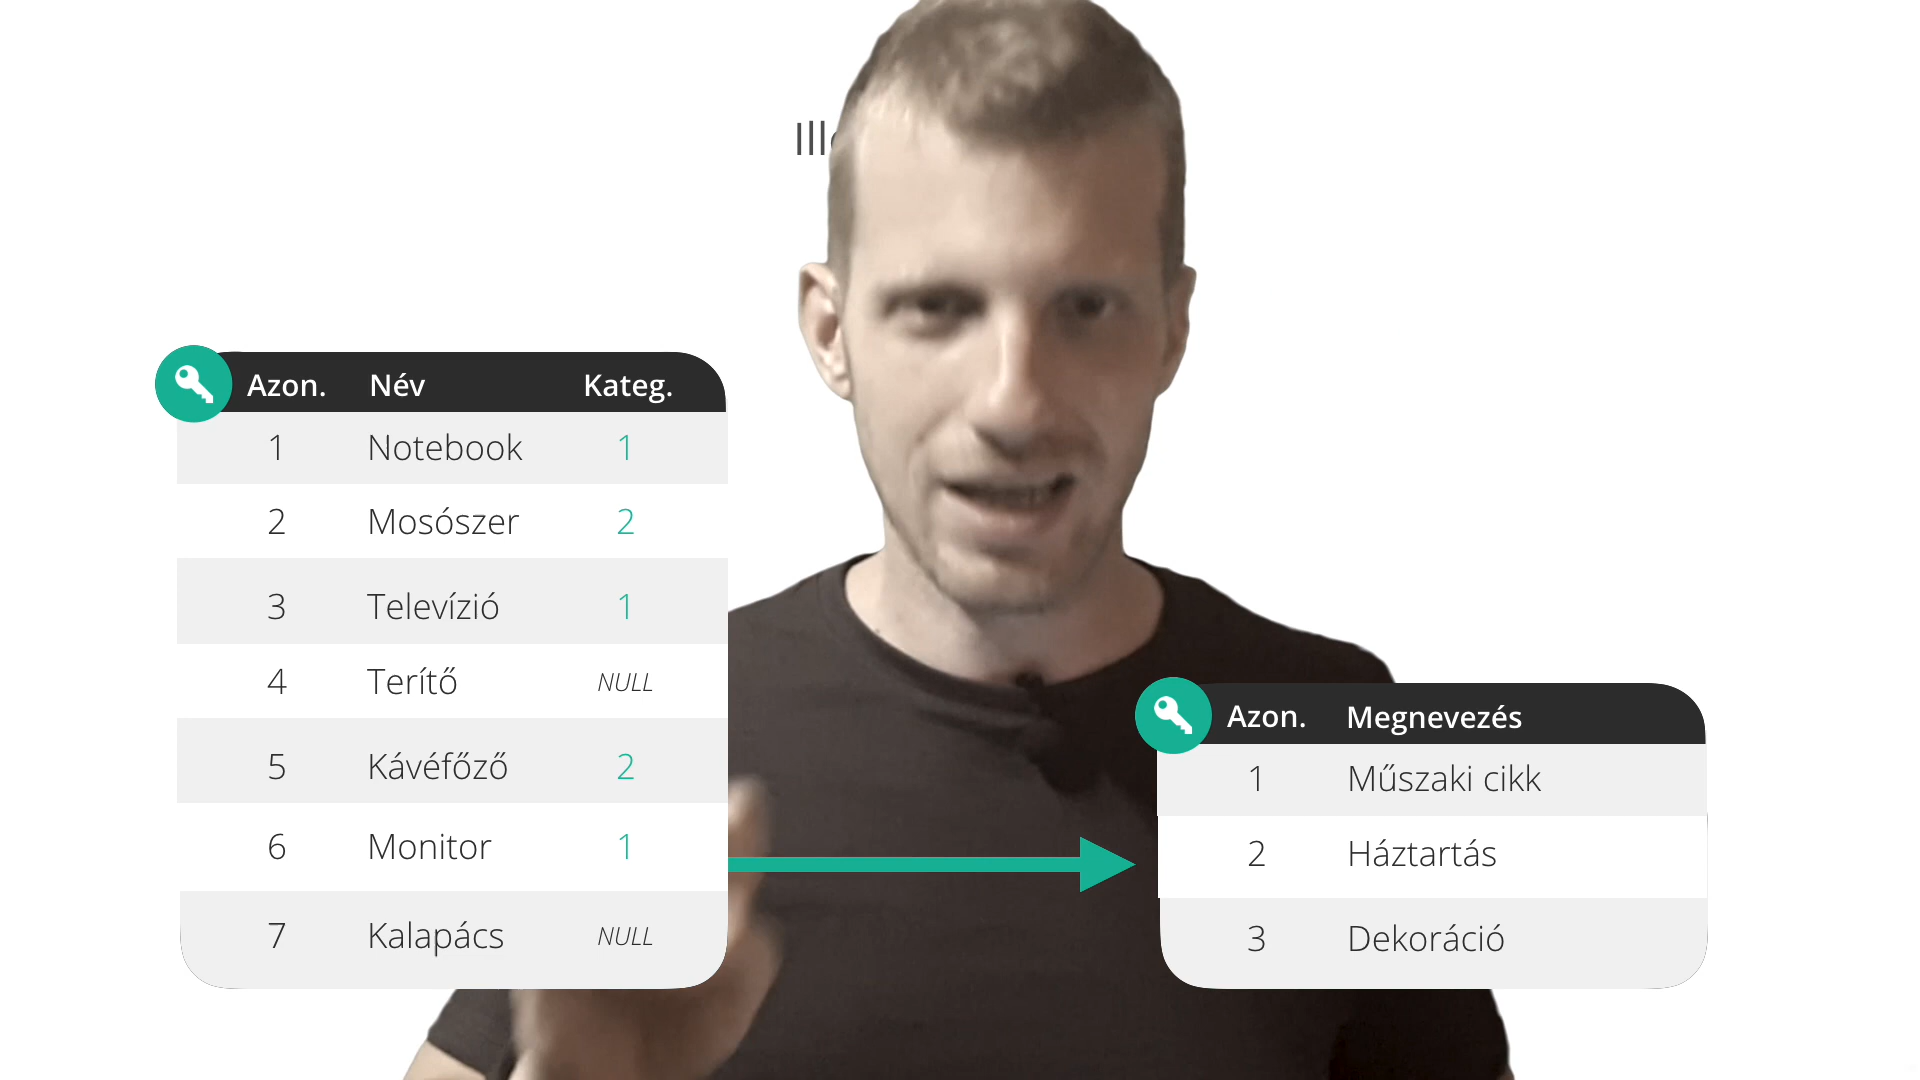 Azon. Név Kateg.
1 Notebook 1
2 Mosószer 2
3 Televízió 1
4 Terítő NULL
5 Kávéfőző 2
6 Monitor 1
7 Kalapács NULL
Azon. Megnevezés
1 Műszaki cikk
2 Háztartás
3 Dekoráció